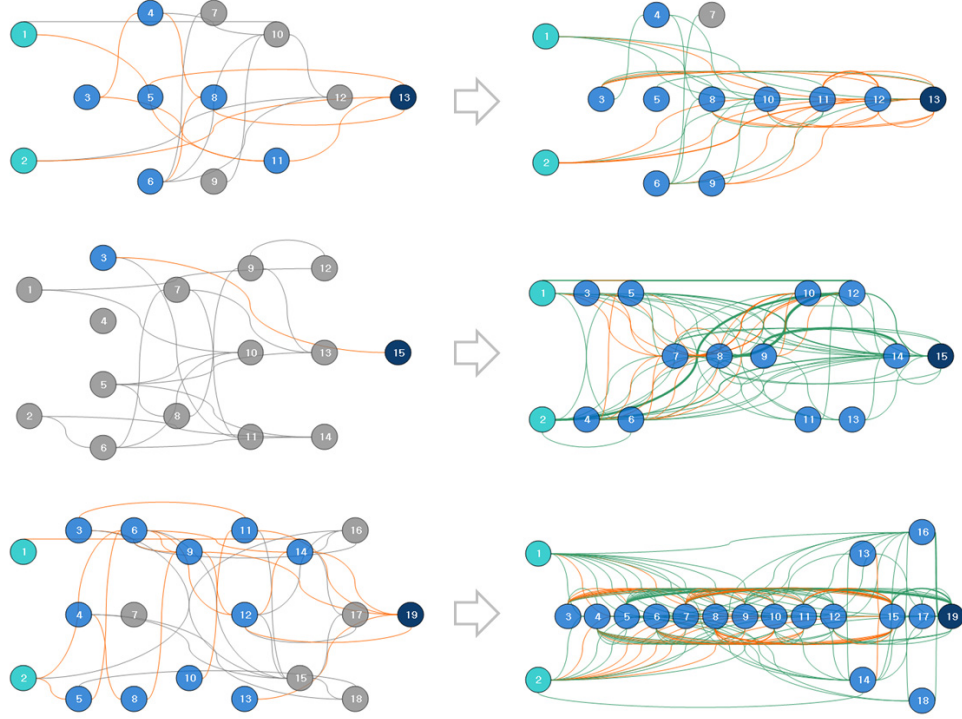 4 7 4 7
1 10 1
3 5 8 12 13 3 5 8 10 11 12 13
2 11 2
6 9 6 9
3 9 12
1 7 1 3 5 10 12
4
10 13 15 7 8 9 14 15
5
2 8 2 4 6 11 13
6 11 14
3 6 11 16 16
1 9 14 1 13
4 7 12 17 19 3 4 5 6 7 8 9 10 11 12 15 17 19
2 10 15 2 14
5 8 13 18 18